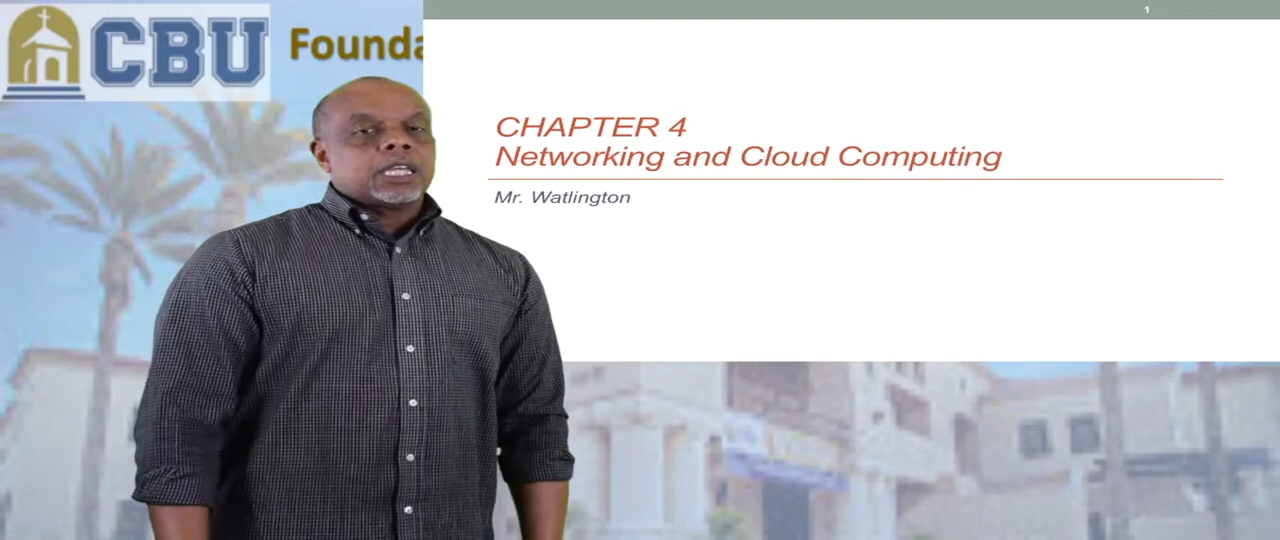 CBU
Founda
1
CHAPTER 4
Networking and Cloud Computing
Mr. Watlington